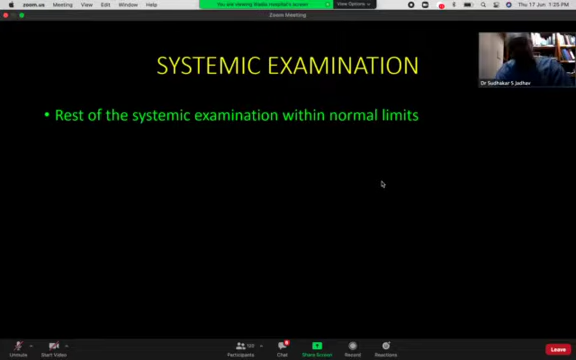 zoom.us Meeting View Edit Window Help
You are viewing Wadia Hospital's screen
View Options
Thu 17 Jun 7:25 PM
Zoom Meeting
SYSTEMIC EXAMINATION
Dr Sudhakar S Jadhav
• Rest of the systemic examination within normal limits
Unmute
Start Video
Participants
Chat
Share Screen
Record
Reactions
Leave